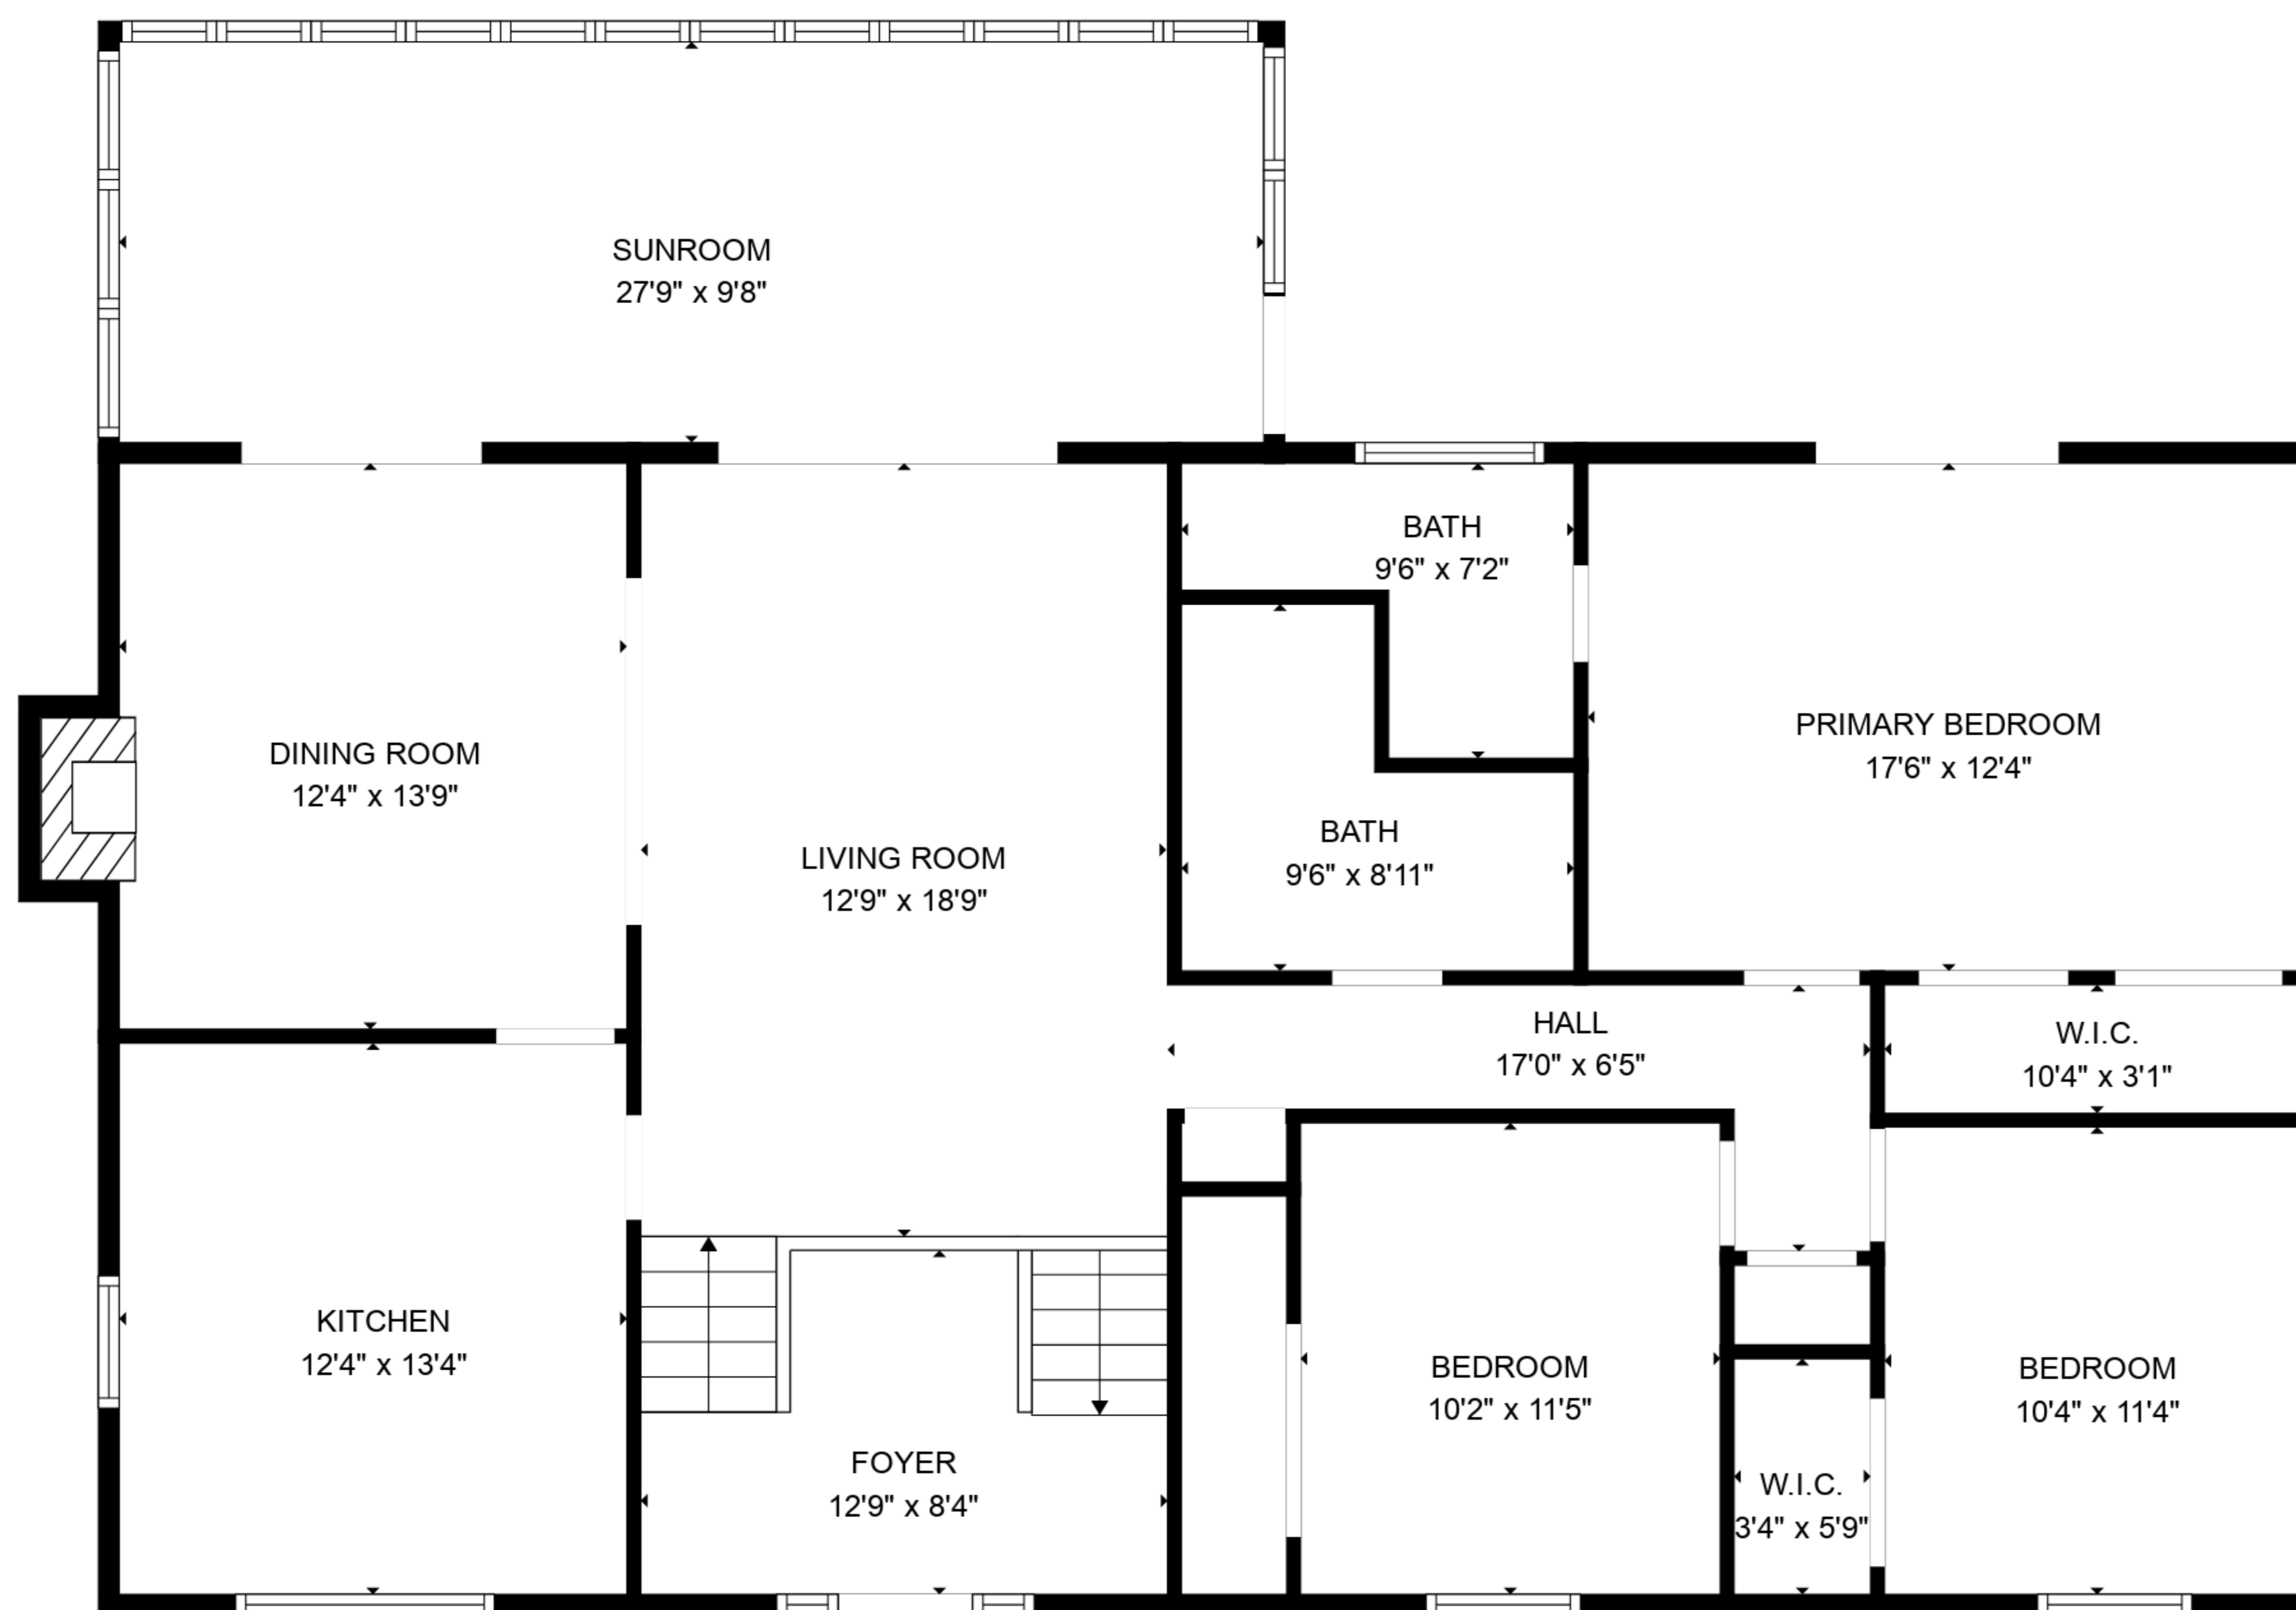 SUNROOM
27'9" x 9'8"
BATH
9'6" x 7'2"
PRIMARY BEDROOM
17'6" x 12'4"
DINING ROOM
12'4" x 13'9"
LIVING ROOM
12'9" x 18'9"
BATH
9'6" x 8'11"
HALL
17'0" x 6'5"
W.I.C.
10'4" x 3'1"
KITCHEN
12'4" x 13'4"
BEDROOM
10'2" x 11'5"
BEDROOM
10'4" x 11'4"
FOYER
12'9" x 8'4"
W.I.C.
3'4" x 5'9"